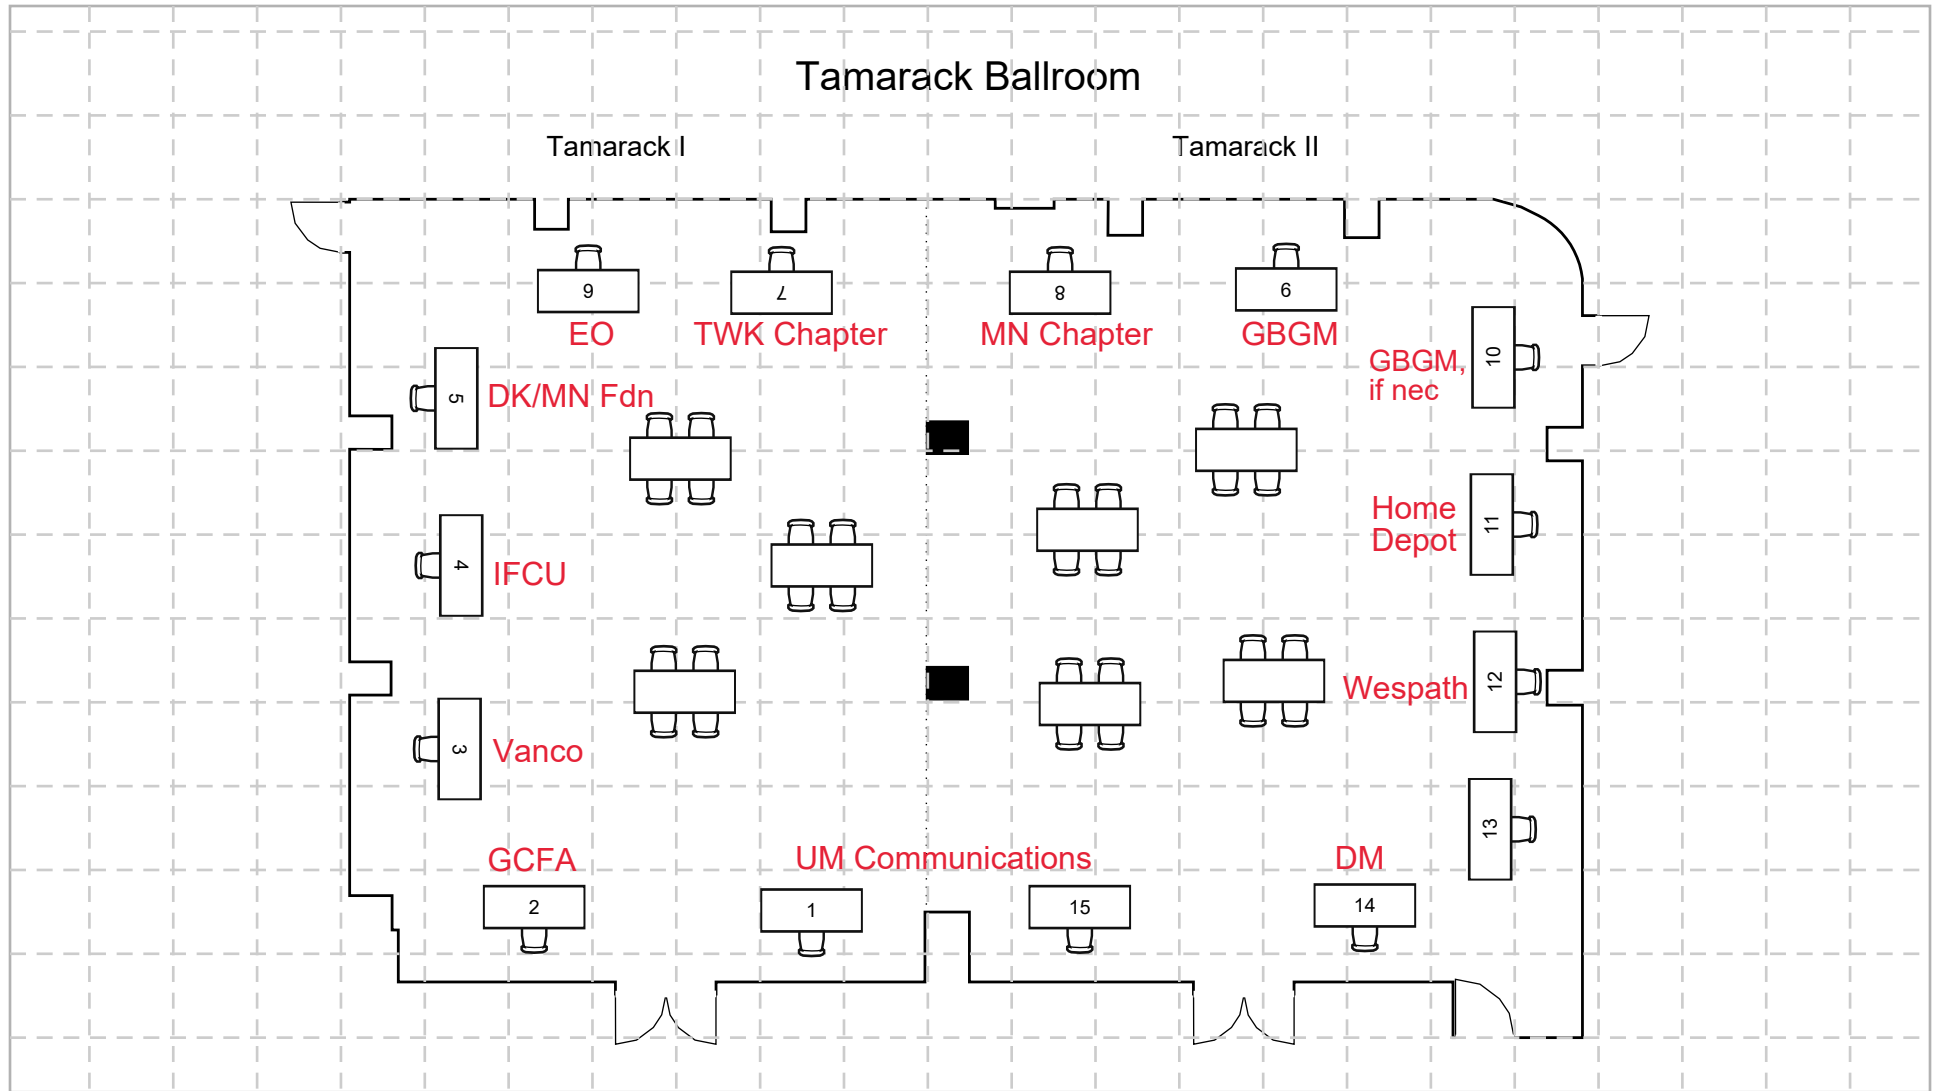 Tamarack Ballroom
Tamarack I
Tamarack II
6
7
8
9
EO
TWK Chapter
MN Chapter
GBGM
10
GBGM,
if nec
5
DK/MN Fdn
11
Home
Depot
4
IFCU
12
Wespath
3
Vanco
13
GCFA
UM Communications
DM
2
1
15
14